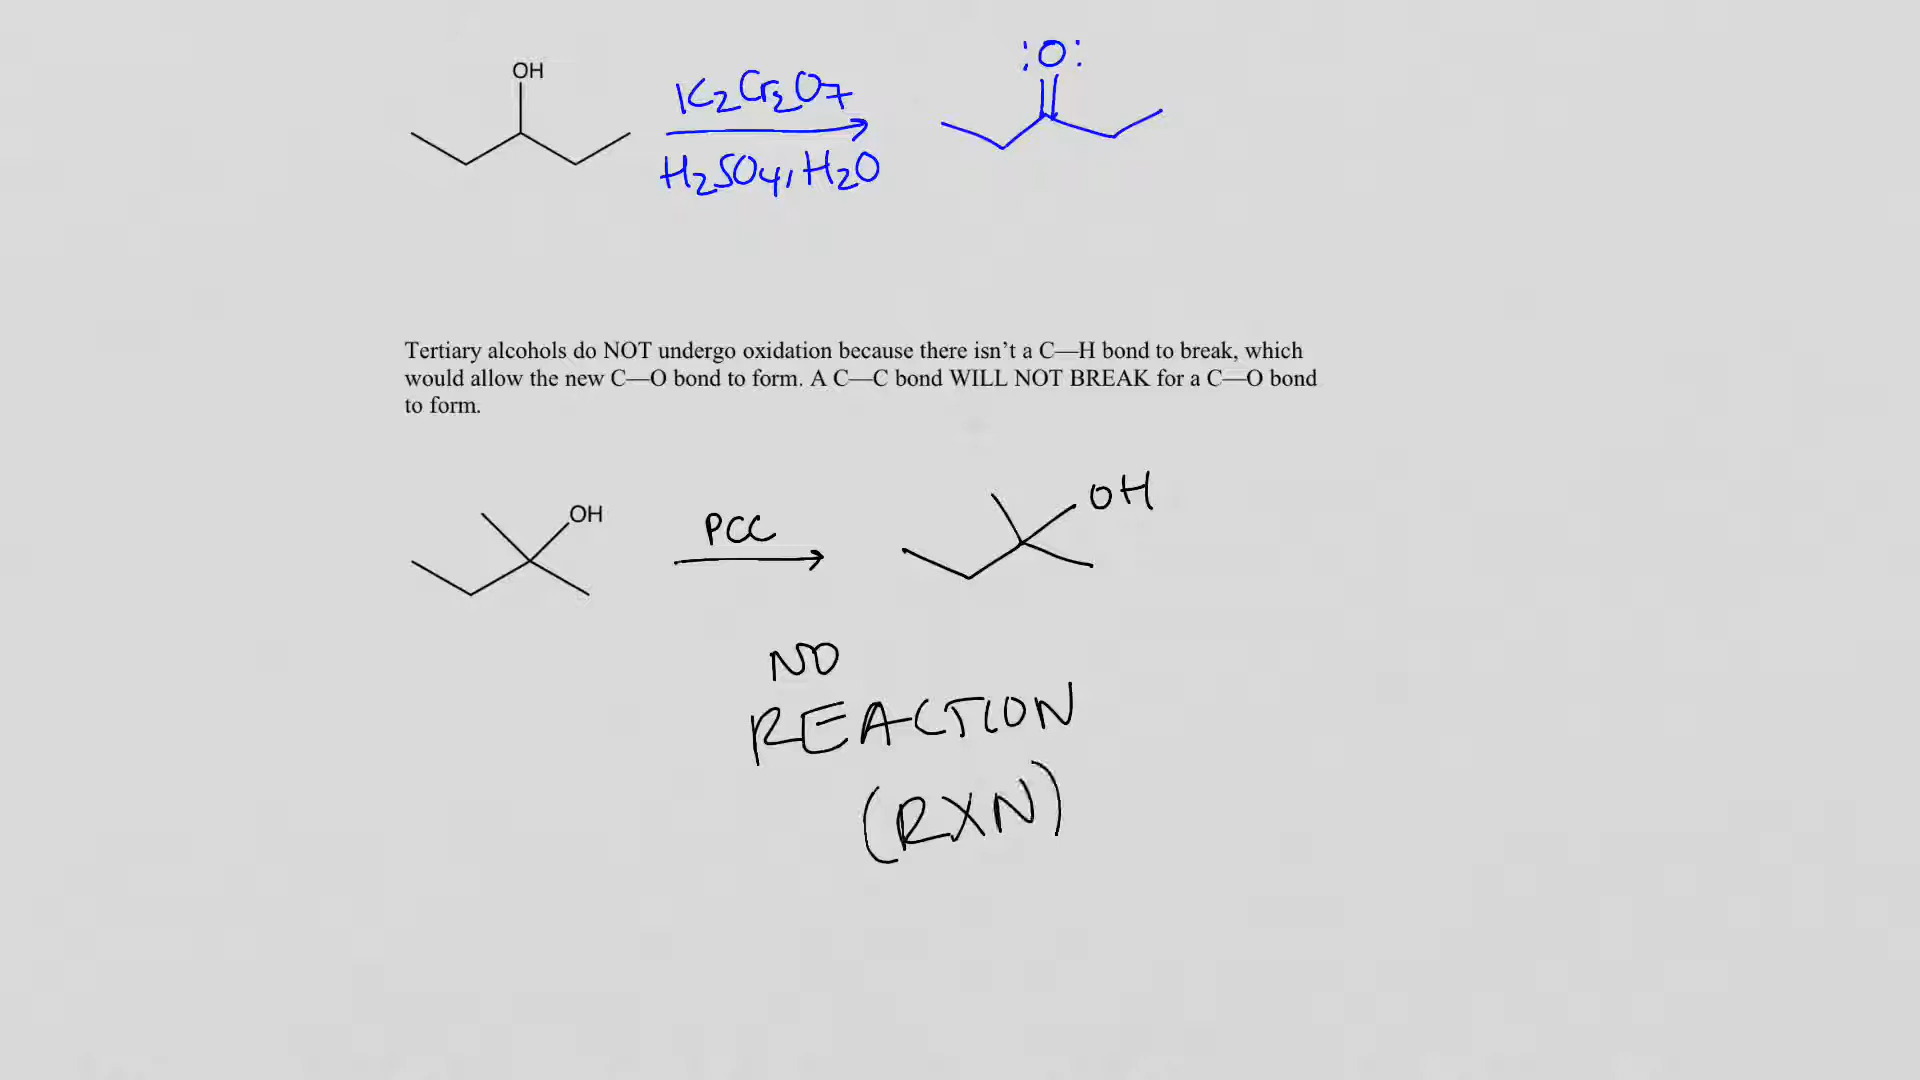 OH
K2Cr2O7
H2SO4, H2O
:O:
Tertiary alcohols do NOT undergo oxidation because there isn’t a C—H bond to break, which
would allow the new C—O bond to form. A C—C bond WILL NOT BREAK for a C—O bond
to form.
OH
PCC
OH
NO
REACTION
(RXN)